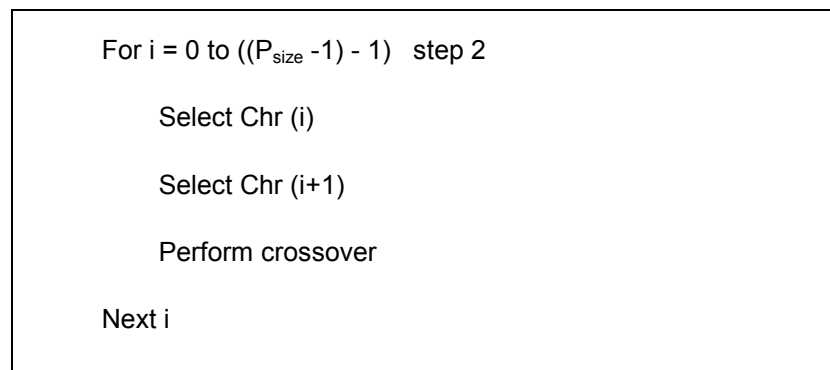 For i = 0 to ((Psize -1) - 1) step 2
Select Chr (i)
Select Chr (i+1)
Perform crossover
Next i